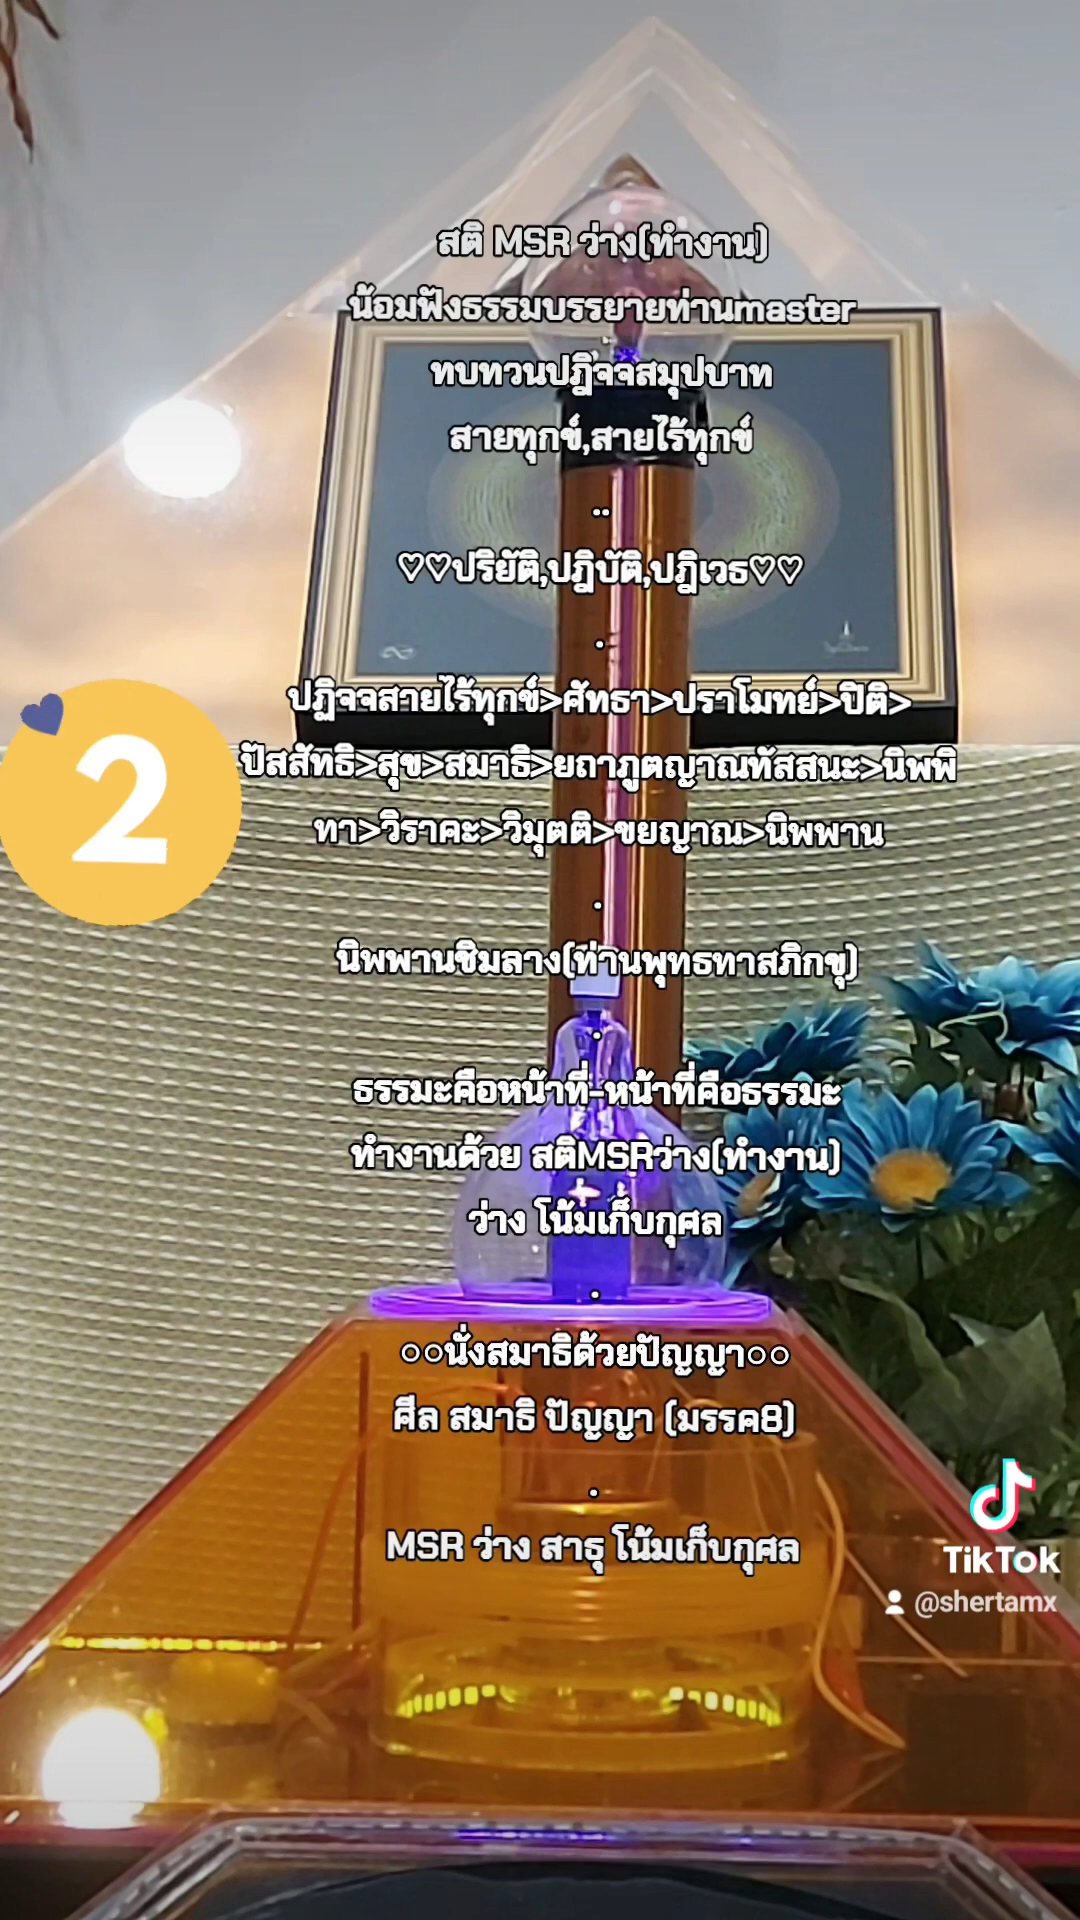 สติ MSR ว่าง(ทำงาน)
น้อมฟังธรรมบรรยายท่านmaster
ทบทวนปฎิจจสมุปบาท
สายทุกข์,สายไร้ทุกข์
..
♡♡ปริยัติ,ปฎิบัติ,ปฎิเวธ♡♡
.
ปฏิจจสายไร้ทุกข์>ศัทธา>ปราโมทย์>ปีติ>
ปัสสัทธิ>สุข>สมาธิ>ยถาภูตญาณทัสสนะ>นิพพิ
ทา>วิราคะ>วิมุตติ>ขยญาณ>นิพพาน
2
.
นิพพานชิมลาง(ท่านพุทธทาสภิกขุ)
.
ธรรมะคือหน้าที่-หน้าที่คือธรรมะ
ทำงานด้วย สติMSRว่าง(ทำงาน)
ว่าง โน้มเก็บกุศล
.
○○นั่งสมาธิด้วยปัญญา○○
ศีล สมาธิ ปัญญา (มรรค8)
.
MSR ว่าง สาธุ โน้มเก็บกุศล
TikTok
@shertamx